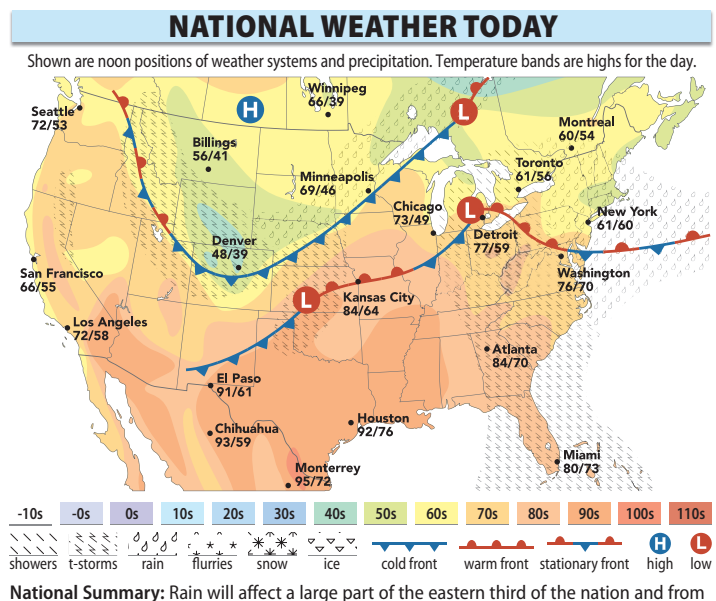 NATIONAL WEATHER TODAY
Shown are noon positions of weather systems and precipitation. Temperature bands are highs for the day.
Winnipeg
66/39
H
L
Seattle
72/53
Montreal
60/54
Billings
56/41
Toronto
61/56
Minneapolis
69/46
Chicago
73/49
L
New York
61/60
Detroit
77/59
Denver
48/39
San Francisco
66/55
Washington
76/70
L
Kansas City
84/64
Los Angeles
72/58
Atlanta
84/70
El Paso
91/61
Houston
92/76
Chihuahua
93/59
Miami
80/73
Monterrey
95/72
-10s -0s 0s 10s 20s 30s 40s 50s 60s 70s 80s 90s 100s 110s
H L
showers t-storms rain flurries snow ice cold front warm front stationary front high low
National Summary: Rain will affect a large part of the eastern third of the nation and from